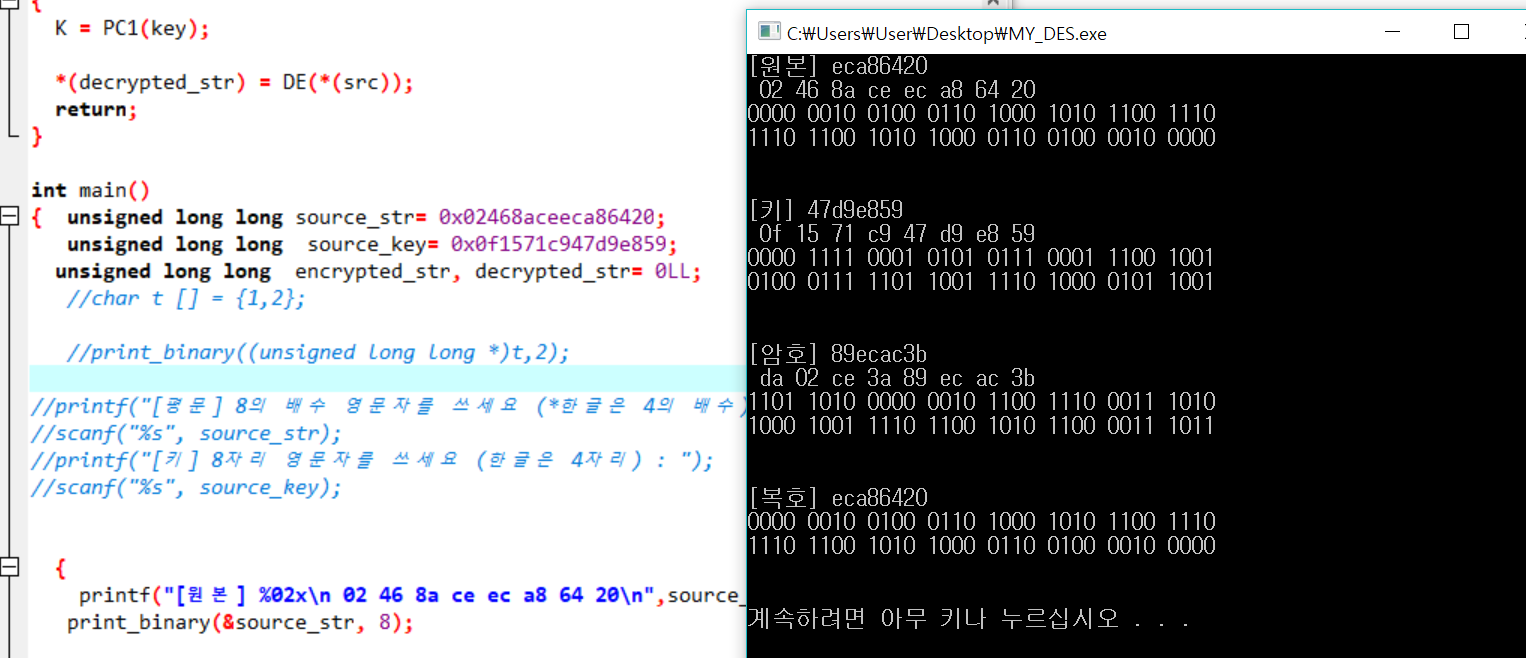 {
K = PC1(key);
*(decrypted_str) = DE(*(src));
return;
}
int main()
{ unsigned long long source_str= 0x02468aceeca86420;
unsigned long long source_key= 0x0f1571c947d9e859;
unsigned long long encrypted_str, decrypted_str= 0LL;
//char t [] = {1,2};
//print_binary((unsigned long long *)t,2);
//printf("[평문] 8의 배수 영문자를 쓰세요 (*한글은 4의 배수)
//scanf("%s", source_str);
//printf("[키] 8자리 영문자를 쓰세요 (한글은 4자리) : ");
//scanf("%s", source_key);
{
printf("[원본] %02x\n 02 46 8a ce ec a8 64 20\n",source_
print_binary(&source_str, 8);
C:₩Users₩User₩Desktop₩MY_DES.exe
[원본] eca86420
02 46 8a ce ec a8 64 20
0000 0010 0100 0110 1000 1010 1100 1110
1110 1100 1010 1000 0110 0100 0010 0000
[키] 47d9e859
0f 15 71 c9 47 d9 e8 59
0000 1111 0001 0101 0111 0001 1100 1001
0100 0111 1101 1001 1110 1000 0101 1001
[암호] 89ecac3b
da 02 ce 3a 89 ec ac 3b
1101 1010 0000 0010 1100 1110 0011 1010
1000 1001 1110 1100 1010 1100 0011 1011
[복호] eca86420
0000 0010 0100 0110 1000 1010 1100 1110
1110 1100 1010 1000 0110 0100 0010 0000
계속하려면 아무 키나 누르십시오 . . .